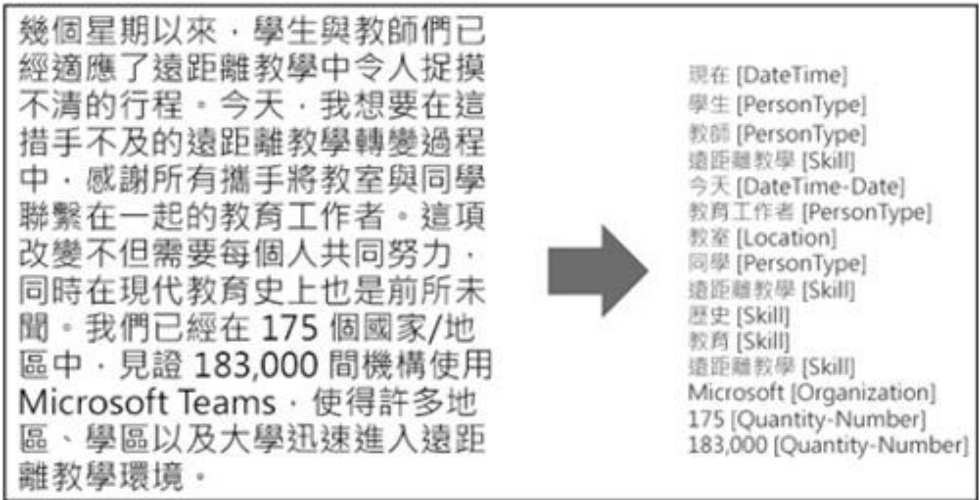 幾個星期以來，學生與教師們已
經適應了遠距離教學中令人捉摸
不清的行程。今天，我想要在這
措手不及的遠距離教學轉變過程
中，感謝所有攜手將教室與同學
聯繫在一起的教育工作者。這項
改變不但需要每個人共同努力，
同時在現代教育史上也是前所未
聞。我們已經在 175 個國家/地
區中，見證 183,000 間機構使用
Microsoft Teams，使得許多地
區、學區以及大學迅速進入遠距
離教學環境。
現在 [DateTime]
學生 [PersonType]
教師 [PersonType]
遠距離教學 [Skill]
今天 [DateTime-Date]
教育工作者 [PersonType]
教室 [Location]
同學 [PersonType]
遠距離教學 [Skill]
歷史 [Skill]
教育 [Skill]
遠距離教學 [Skill]
Microsoft [Organization]
175 [Quantity-Number]
183,000 [Quantity-Number]